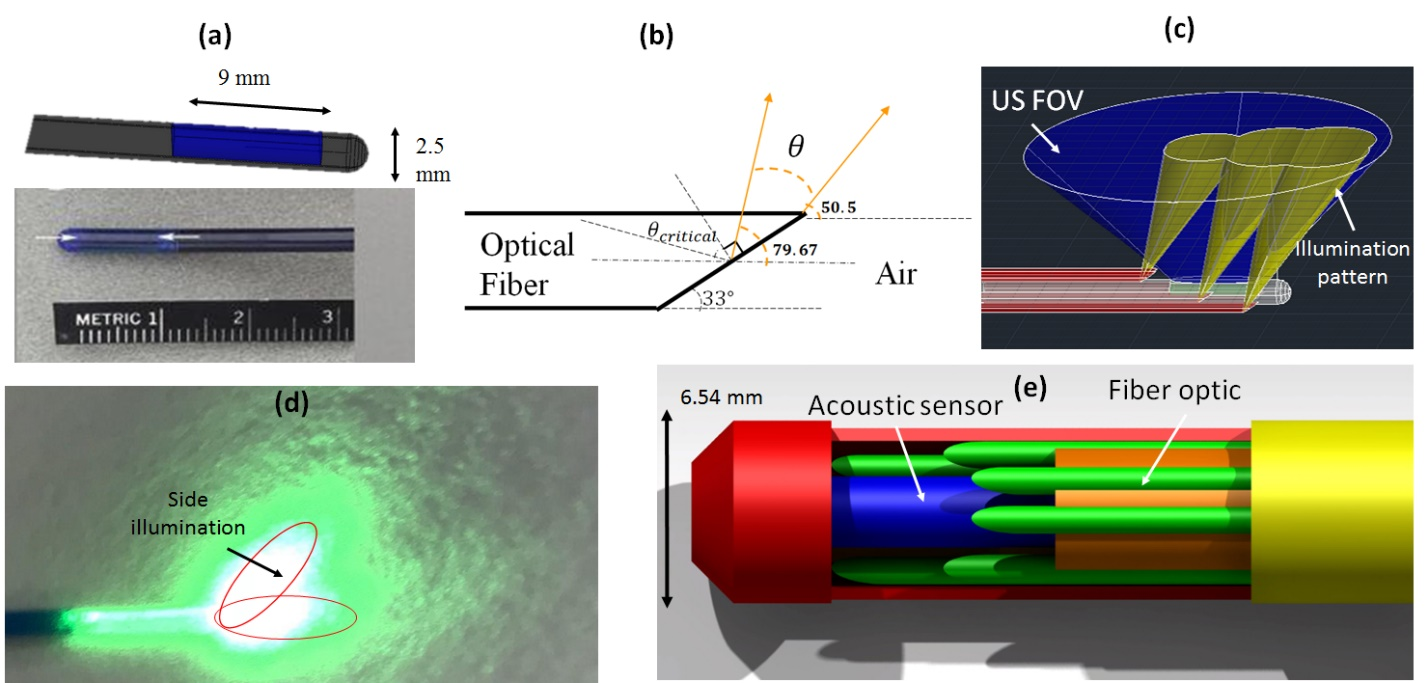 (a)
9 mm
2.5
mm
METRIC 1 2 3
(b)
θ
50.5
θcritical
79.67
Optical
Fiber
Air
33°
(c)
US FOV
Illumination
pattern
(d)
Side
illumination
(e)
6.54 mm
Acoustic sensor
Fiber optic